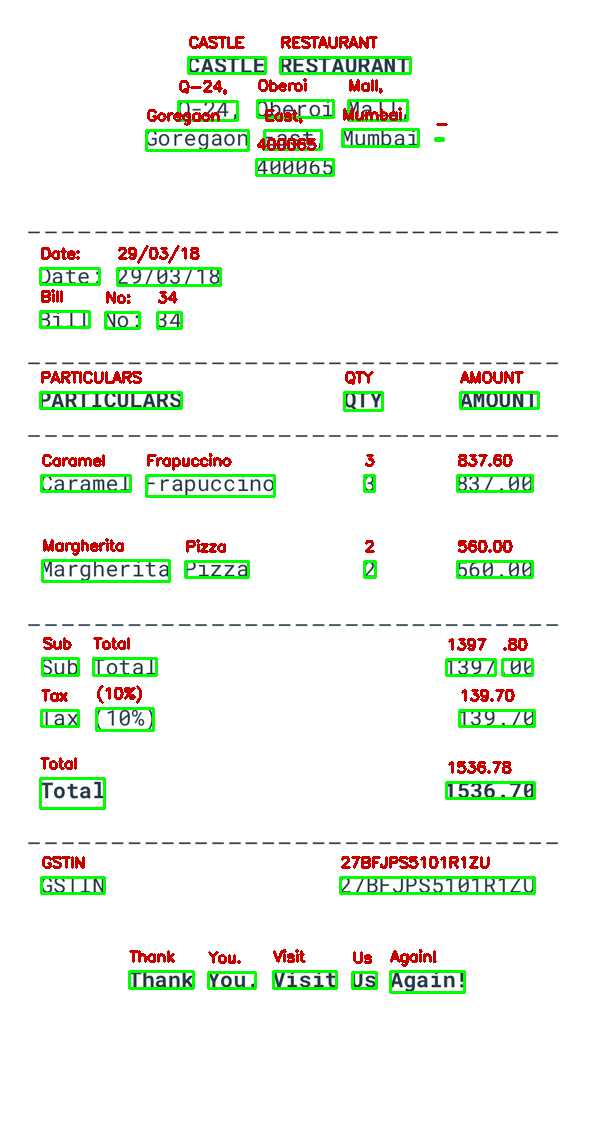 CASTLE RESTAURANT
CASTLE RESTAURANT
Q-24, Oberoi Mall,
Q-24, Oberoi Mall,
Goregaon East, Mumbai -
Goregaon East, Mumbai -
400065
400065
Date: 29/03/18
Date: 29/03/18
Bill No: 34
Bill No: 34
PARTICULARS QTY AMOUNT
PARTICULARS QTY AMOUNT
Caramel Frapuccino 3 837.60
Caramel Frapuccino 3 837.00
Margherita Pizza 2 560.00
Margherita Pizza 2 560.00
Sub Total 1397 .80
Sub Total 1397.00
Tax (10%) 139.70
Tax (10%) 139.70
Total 1536.78
Total 1536.70
GSTIN 27BFJPS5101R1ZU
GSTIN 27BFJPS5101R1ZU
Thank You. Visit Us Again!
Thank You. Visit Us Again!